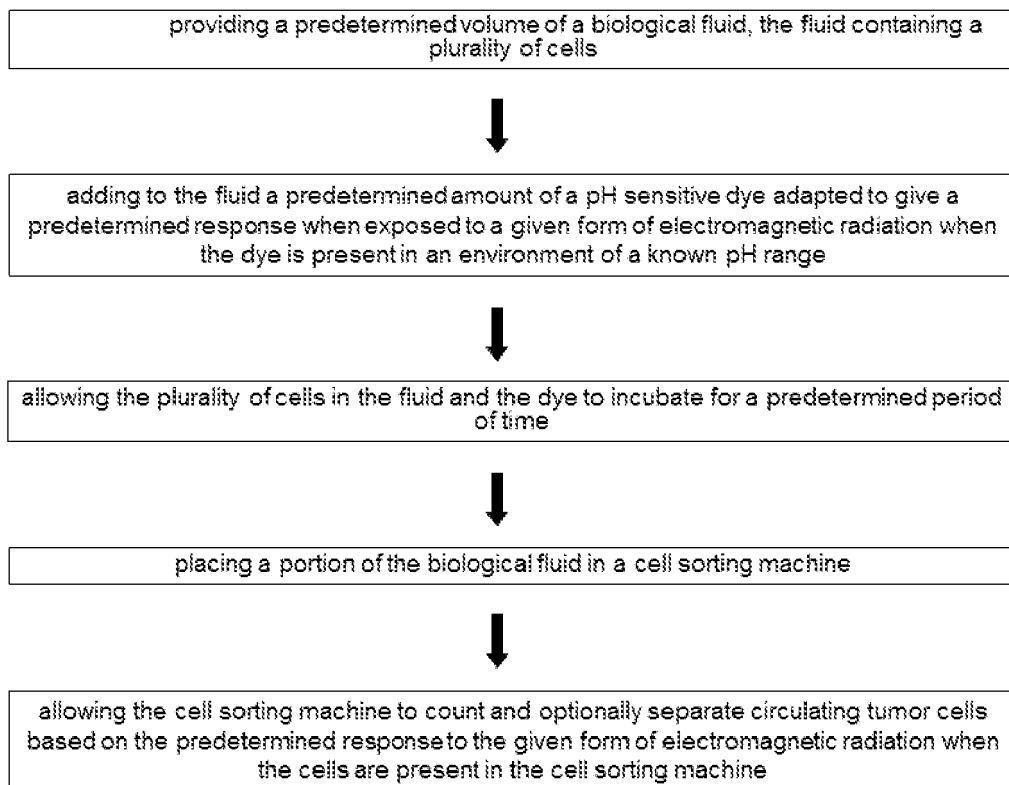 providing a predetermined volume of a biological fluid, the fluid containing a
plurality of cells
adding to the fluid a predetermined amount of a pH sensitive dye adapted to give a
predetermined response when exposed to a given form of electromagnetic radiation when
the dye is present in an environment of a known pH range
allowing the plurality of cells in the fluid and the dye to incubate for a predetermined period
of time
placing a portion of the biological fluid in a cell sorting machine
allowing the cell sorting machine to count and optionally separate circulating tumor cells
based on the predetermined response to the given form of electromagnetic radiation when
the cells are present in the cell sorting machine